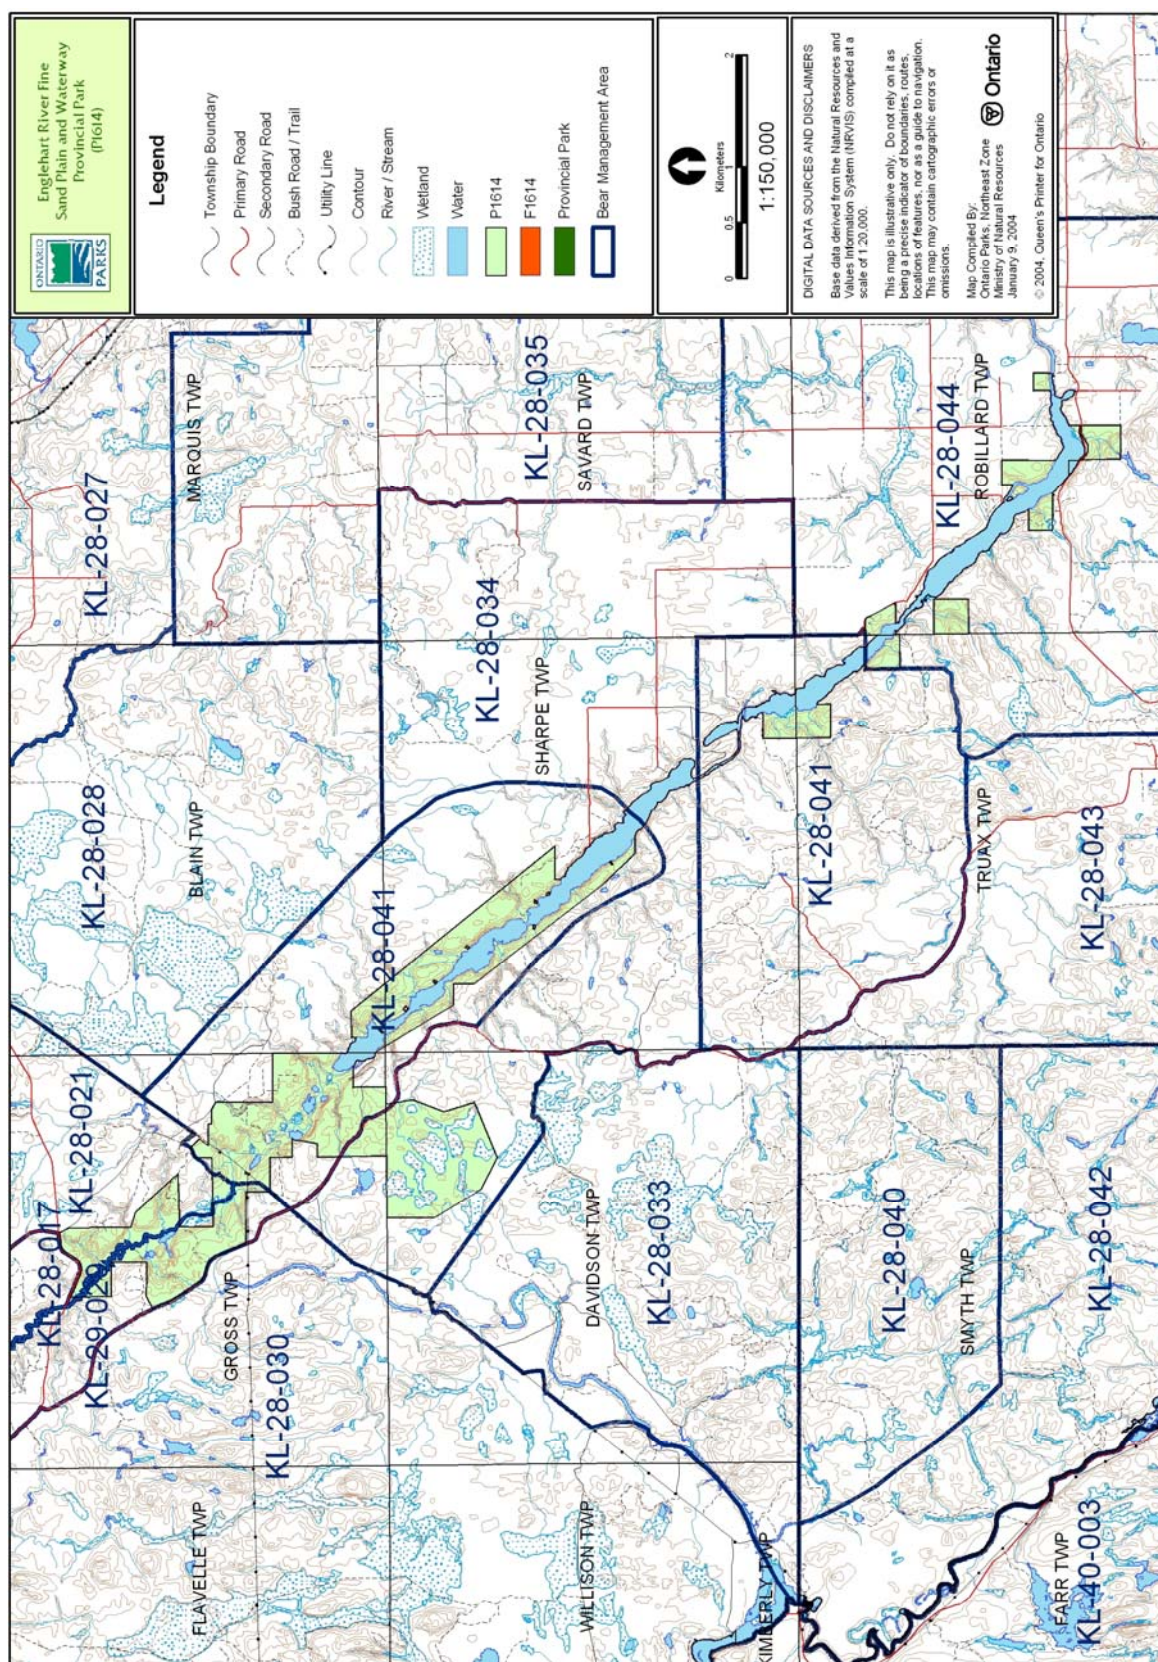 ONTARIO
PARKS
Englehart River Fine
Sand Plain and Waterway
Provincial Park
(P1614)
Legend
Township Boundary
Primary Road
Secondary Road
Bush Road / Trail
Utility Line
Contour
River / Stream
Wetland
Water
P1614
F1614
Provincial Park
Bear Management Area
Kilometers
0 0.5 1 2
1:150,000
DIGITAL DATA SOURCES AND DISCLAIMERS
Base data derived from the Natural Resources and
Values Information System (NRVIS) compiled at a
scale of 1:20,000.
This map is illustrative only. Do not rely on it as
being a precise indicator of boundaries, routes,
locations of features, nor as a guide to navigation.
This map may contain cartographic errors or
omissions.
Map Compiled By:
Ontario Parks, Northeast Zone
Ministry of Natural Resources
January 9, 2004
Ontario
© 2004, Queen's Printer for Ontario
KL-28-017
KL-28-021
KL-28-027
KL-29-029
KL-28-028
MARQUIS TWP
BLAIN TWP
GROSS TWP
FLAVELLE TWP
KL-28-030
KL-28-041
KL-28-034
KL-28-035
SHARPE TWP
SAVARD TWP
DAVIDSON TWP
WILLISON TWP
KL-28-033
KIMBERLY TWP
KL-28-041
KL-28-040
KL-28-044
SMYTH TWP
TRUAX TWP
ROBILLARD TWP
FARR TWP
KL-40-003
KL-28-042
KL-28-043